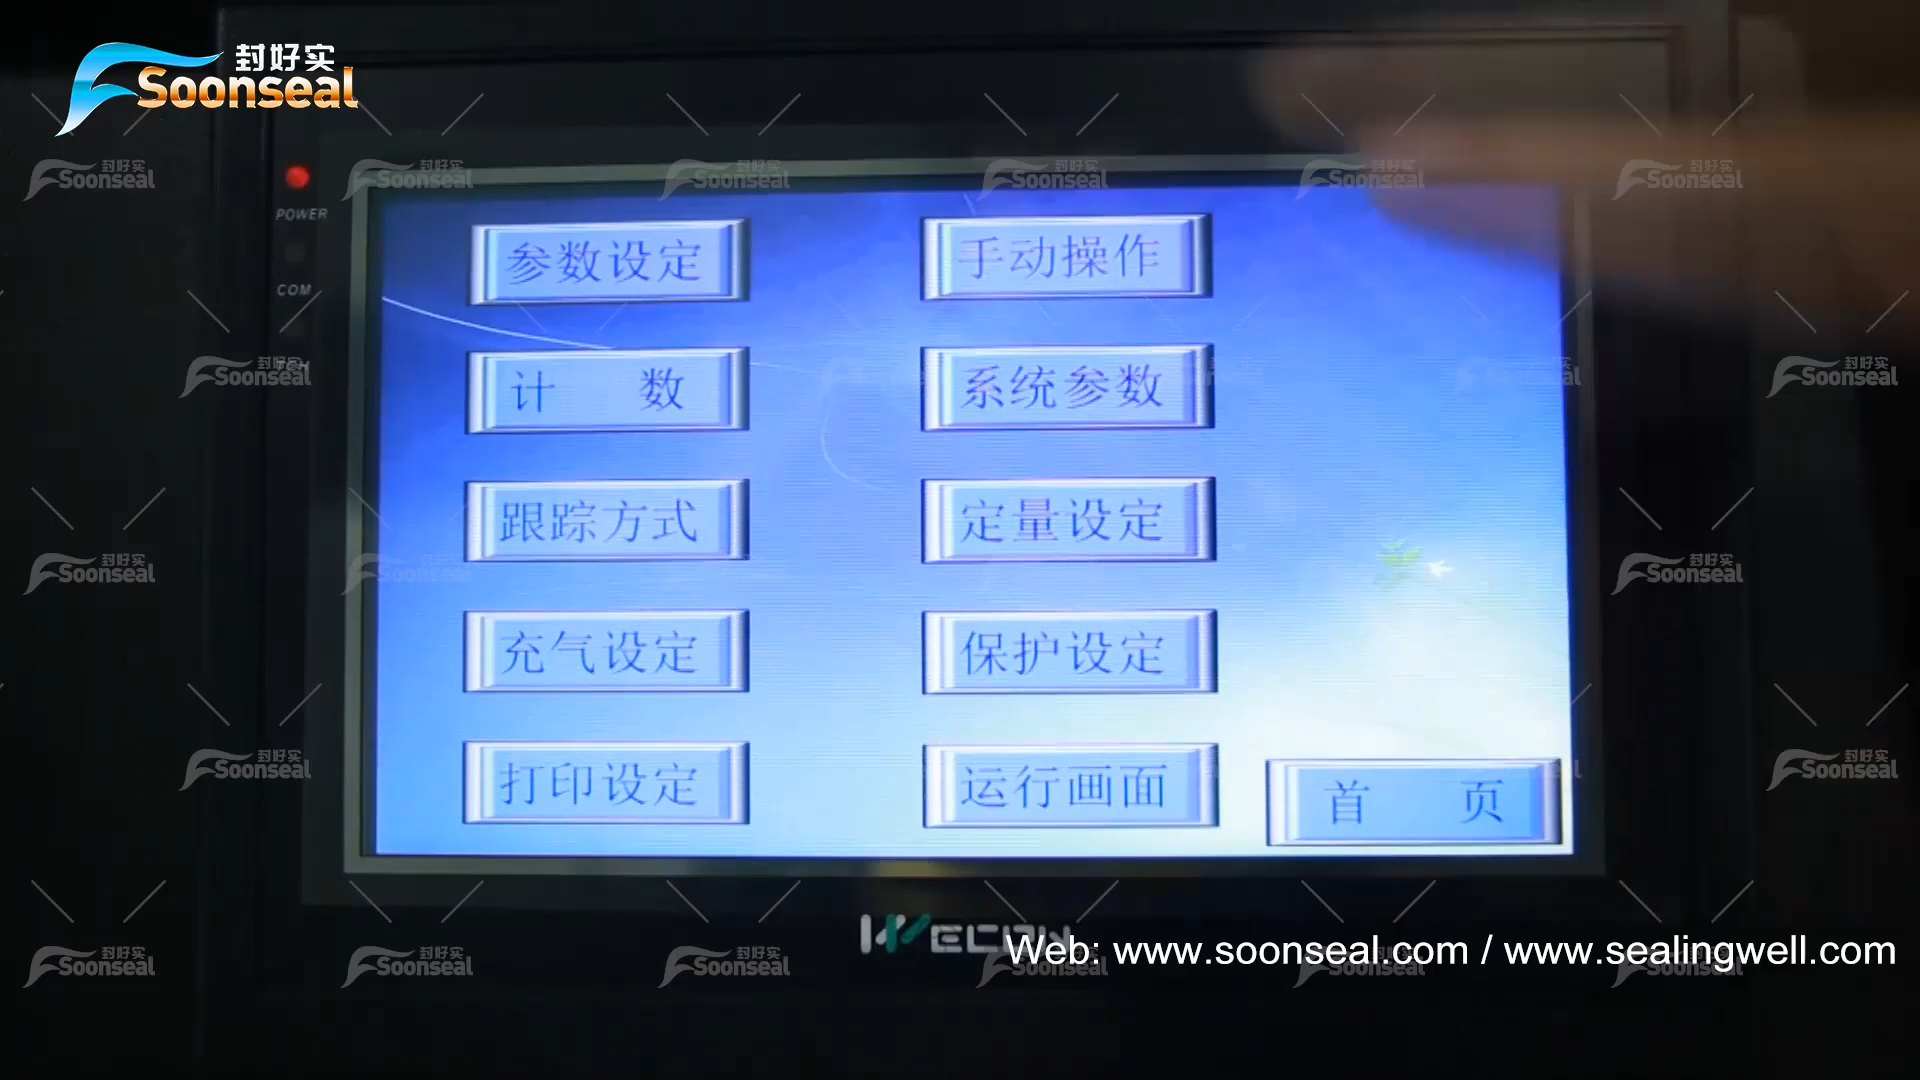 封好实
Soonseal
POWER
COM
参数设定
手动操作
计 数
系统参数
跟踪方式
定量设定
充气设定
保护设定
打印设定
运行画面
首 页
WECON
Web: www.soonseal.com / www.sealingwell.com